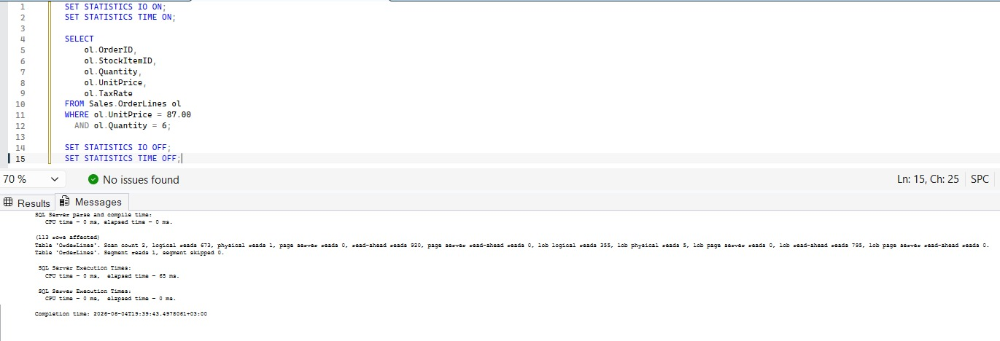 1 SET STATISTICS IO ON;
2 SET STATISTICS TIME ON;
3
4 SELECT
5 ol.OrderID,
6 ol.StockItemID,
7 ol.Quantity,
8 ol.UnitPrice,
9 ol.TaxRate
10 FROM Sales.OrderLines ol
11 WHERE ol.UnitPrice = 87.00
12 AND ol.Quantity = 6;
13
14 SET STATISTICS IO OFF;
15 SET STATISTICS TIME OFF;
70 % No issues found Ln: 15, Ch: 25 SPC
Results Messages
SQL Server parse and compile time:
CPU time = 0 ms, elapsed time = 0 ms.
(113 rows affected)
Table 'OrderLines'. Scan count 2, logical reads 673, physical reads 1, page server reads 0, read-ahead reads 920, page server read-ahead reads 0, lob logical reads 355, lob physical reads 5, lob page server reads 0, lob read-ahead reads 795, lob page server read-ahead reads 0.
Table 'OrderLines'. Segment reads 1, segment skipped 0.
SQL Server Execution Times:
CPU time = 0 ms, elapsed time = 63 ms.
SQL Server Execution Times:
CPU time = 0 ms, elapsed time = 0 ms.
Completion time: 2026-06-04T19:39:43.4978061+03:00